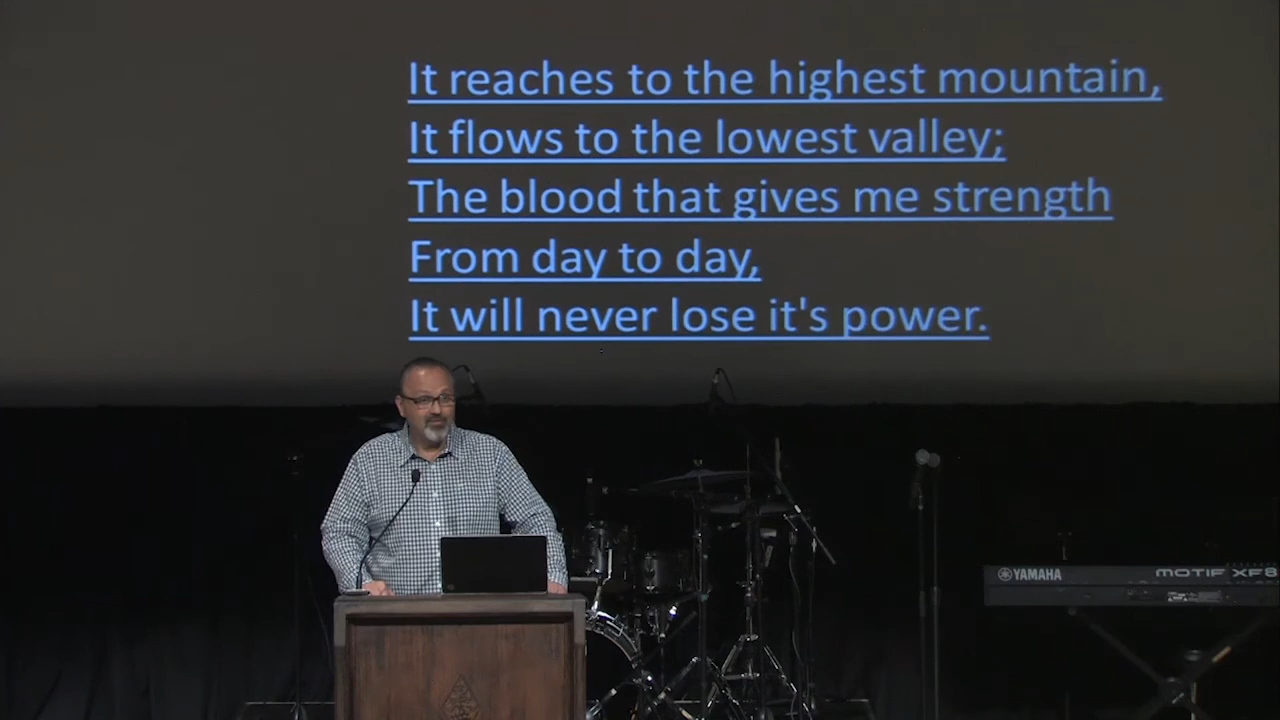 It reaches to the highest mountain,
It flows to the lowest valley;
The blood that gives me strength
From day to day,
It will never lose it's power.
YAMAHA
MOTIF XF8